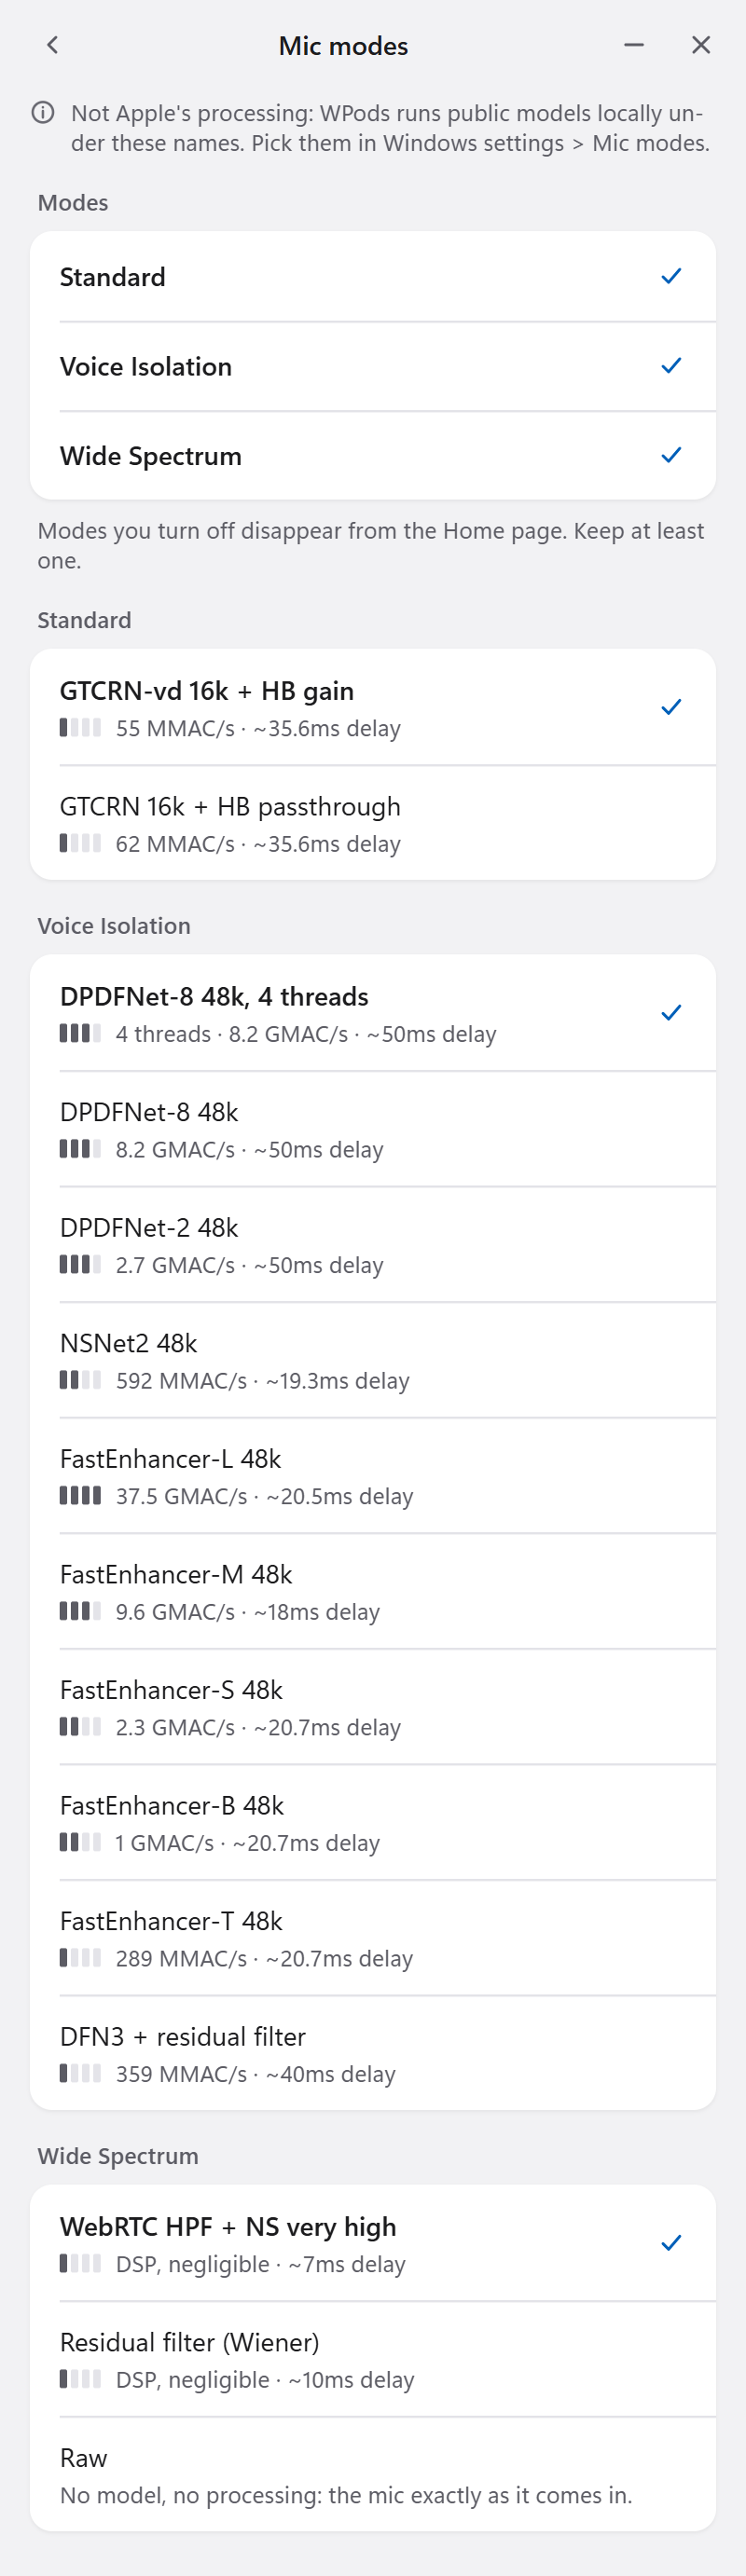 Mic modes
Not Apple's processing: WPods runs public models locally un-
der these names. Pick them in Windows settings > Mic modes.
Modes
Standard
Voice Isolation
Wide Spectrum
Modes you turn off disappear from the Home page. Keep at least
one.
Standard
GTCRN-vd 16k + HB gain
55 MMAC/s · ~35.6ms delay
GTCRN 16k + HB passthrough
62 MMAC/s · ~35.6ms delay
Voice Isolation
DPDFNet-8 48k, 4 threads
4 threads · 8.2 GMAC/s · ~50ms delay
DPDFNet-8 48k
8.2 GMAC/s · ~50ms delay
DPDFNet-2 48k
2.7 GMAC/s · ~50ms delay
NSNet2 48k
592 MMAC/s · ~19.3ms delay
FastEnhancer-L 48k
37.5 GMAC/s · ~20.5ms delay
FastEnhancer-M 48k
9.6 GMAC/s · ~18ms delay
FastEnhancer-S 48k
2.3 GMAC/s · ~20.7ms delay
FastEnhancer-B 48k
1 GMAC/s · ~20.7ms delay
FastEnhancer-T 48k
289 MMAC/s · ~20.7ms delay
DFN3 + residual filter
359 MMAC/s · ~40ms delay
Wide Spectrum
WebRTC HPF + NS very high
DSP, negligible · ~7ms delay
Residual filter (Wiener)
DSP, negligible · ~10ms delay
Raw
No model, no processing: the mic exactly as it comes in.